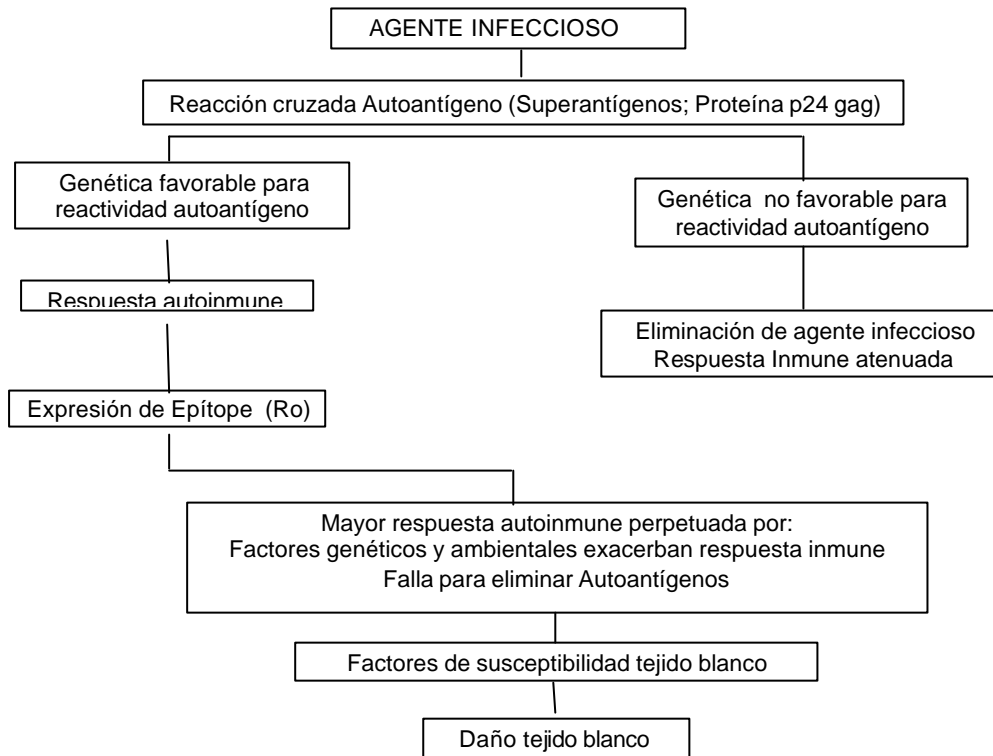 AGENTE INFECCIOSO
Reacción cruzada Autoantígeno (Superantígenos; Proteína p24 gag)
Genética favorable para
reactividad autoantígeno
Genética no favorable para
reactividad autoantígeno
Respuesta autoinmune
Eliminación de agente infeccioso
Respuesta Inmune atenuada
Expresión de Epítope (Ro)
Mayor respuesta autoinmune perpetuada por:
Factores genéticos y ambientales exacerban respuesta inmune
Falla para eliminar Autoantígenos
Factores de susceptibilidad tejido blanco
Daño tejido blanco